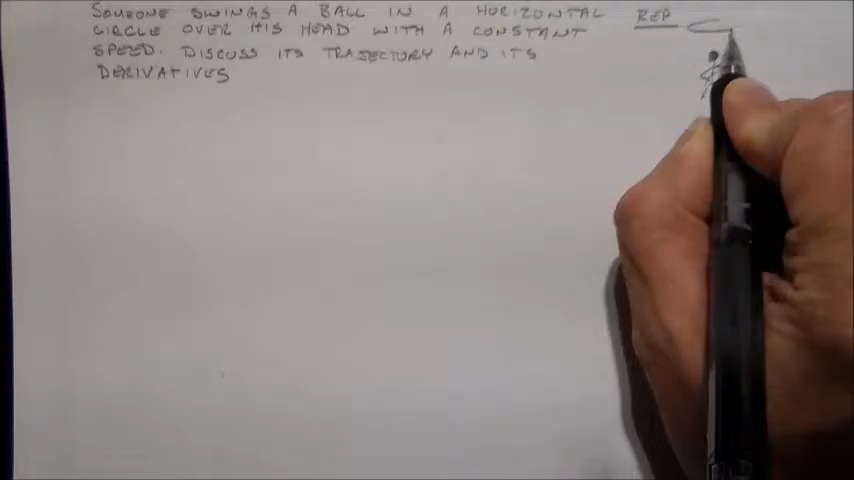 SOMEONE SWINGS A BALL IN A HORIZONTAL REP
CIRCLE OVER HIS HEAD WITH A CONSTANT
SPEED. DISCUSS ITS TRAJECTORY AND ITS
DERIVATIVES